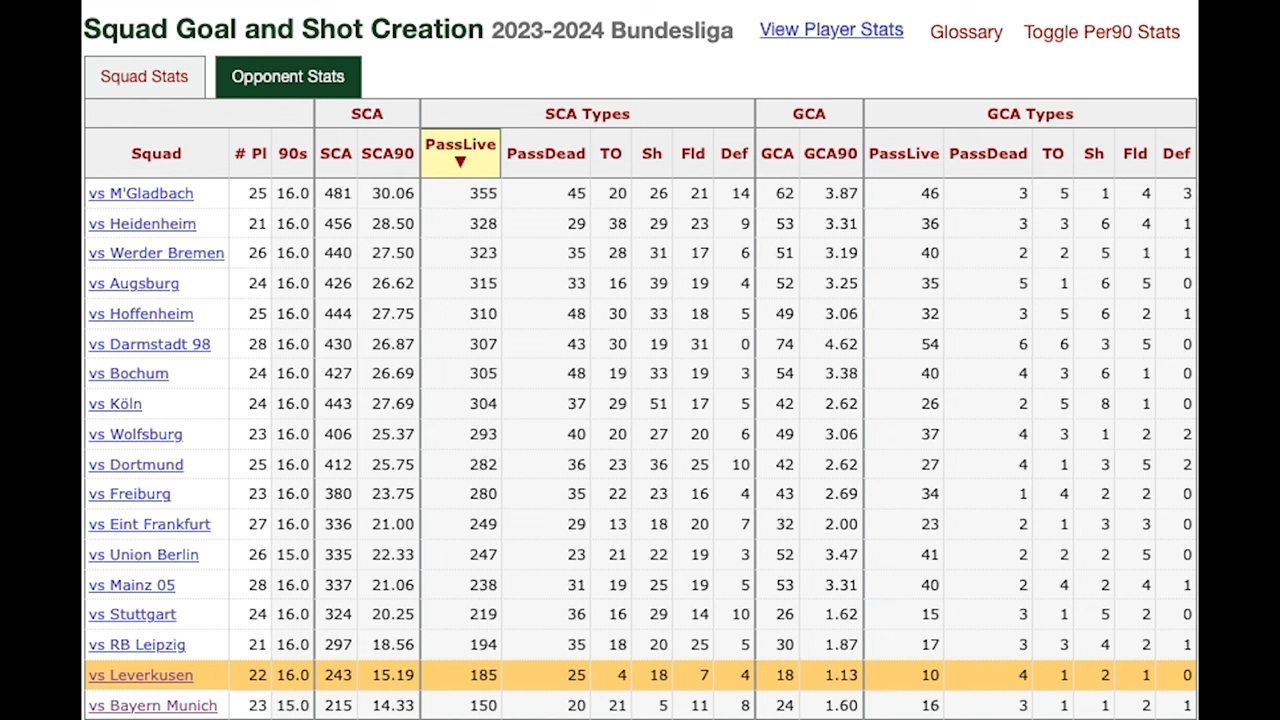 Squad Goal and Shot Creation 2023-2024 Bundesliga View Player Stats Glossary Toggle Per90 Stats
Squad Stats Opponent Stats
SCA SCA Types GCA GCA Types
Squad # Pl 90s SCA SCA90 PassLive ▼ PassDead TO Sh Fld Def GCA GCA90 PassLive PassDead TO Sh Fld Def
vs M'Gladbach 25 16.0 481 30.06 355 45 20 26 21 14 62 3.87 46 3 5 1 4 3
vs Heidenheim 21 16.0 456 28.50 328 29 38 29 23 9 53 3.31 36 3 3 6 4 1
vs Werder Bremen 26 16.0 440 27.50 323 35 28 31 17 6 51 3.19 40 2 2 5 1 1
vs Augsburg 24 16.0 426 26.62 315 33 16 39 19 4 52 3.25 35 5 1 6 5 0
vs Hoffenheim 25 16.0 444 27.75 310 48 30 33 18 5 49 3.06 32 3 5 6 2 1
vs Darmstadt 98 28 16.0 430 26.87 307 43 30 19 31 0 74 4.62 54 6 6 3 5 0
vs Bochum 24 16.0 427 26.69 305 48 19 33 19 3 54 3.38 40 4 3 6 1 0
vs Köln 24 16.0 443 27.69 304 37 29 51 17 5 42 2.62 26 2 5 8 1 0
vs Wolfsburg 23 16.0 406 25.37 293 40 20 27 20 6 49 3.06 37 4 3 1 2 2
vs Dortmund 25 16.0 412 25.75 282 36 23 36 25 10 42 2.62 27 4 1 3 5 2
vs Freiburg 23 16.0 380 23.75 280 35 22 23 16 4 43 2.69 34 1 4 2 2 0
vs Eint Frankfurt 27 16.0 336 21.00 249 29 13 18 20 7 32 2.00 23 2 1 3 3 0
vs Union Berlin 26 15.0 335 22.33 247 23 21 22 19 3 52 3.47 41 2 2 2 5 0
vs Mainz 05 28 16.0 337 21.06 238 31 19 25 19 5 53 3.31 40 2 4 2 4 1
vs Stuttgart 24 16.0 324 20.25 219 36 16 29 14 10 26 1.62 15 3 1 5 2 0
vs RB Leipzig 21 16.0 297 18.56 194 35 18 20 25 5 30 1.87 17 3 3 4 2 1
vs Leverkusen 22 16.0 243 15.19 185 25 4 18 7 4 18 1.13 10 4 1 2 1 0
vs Bayern Munich 23 15.0 215 14.33 150 20 21 5 11 8 24 1.60 16 3 1 1 2 1